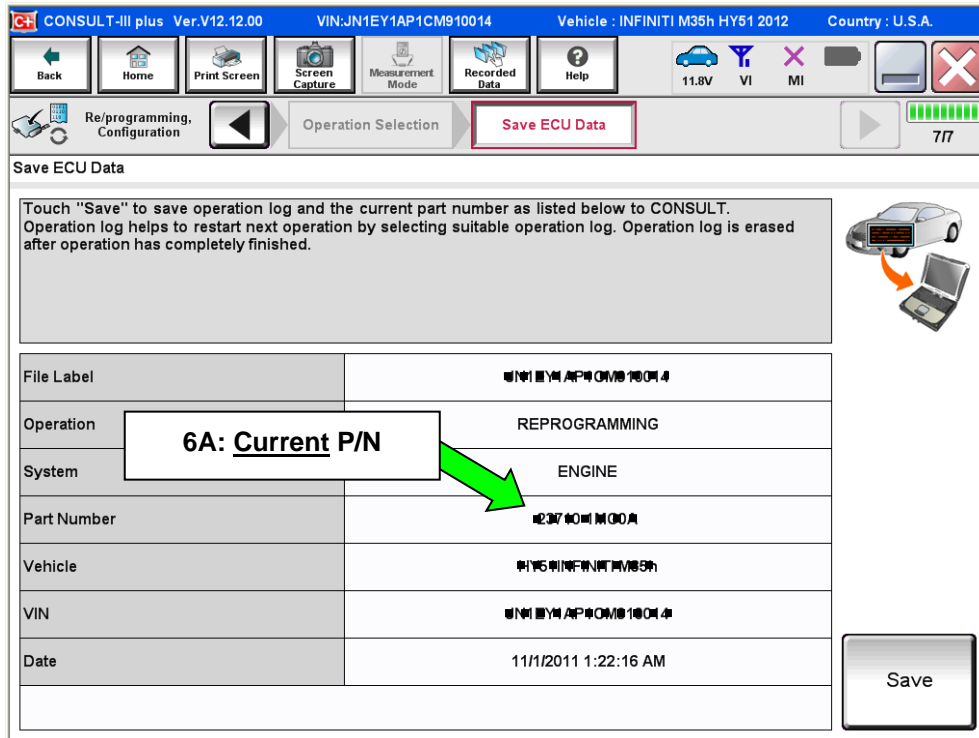 CONSULT-III plus Ver.V12.12.00 VIN:JN1EY1AP1CM910014 Vehicle : INFINITI M35h HY51 2012 Country : U.S.A.
Back
Home
Print Screen
Screen
Capture
Measurement
Mode
Recorded
Data
Help
11.8V
VI
MI
Re/programming,
Configuration
Operation Selection
Save ECU Data
7/7
Save ECU Data
Touch "Save" to save operation log and the current part number as listed below to CONSULT.
Operation log helps to restart next operation by selecting suitable operation log. Operation log is erased
after operation has completely finished.
File Label
Operation REPROGRAMMING
6A: Current P/N
System ENGINE
Part Number
Vehicle
VIN
Date 11/1/2011 1:22:16 AM
Save